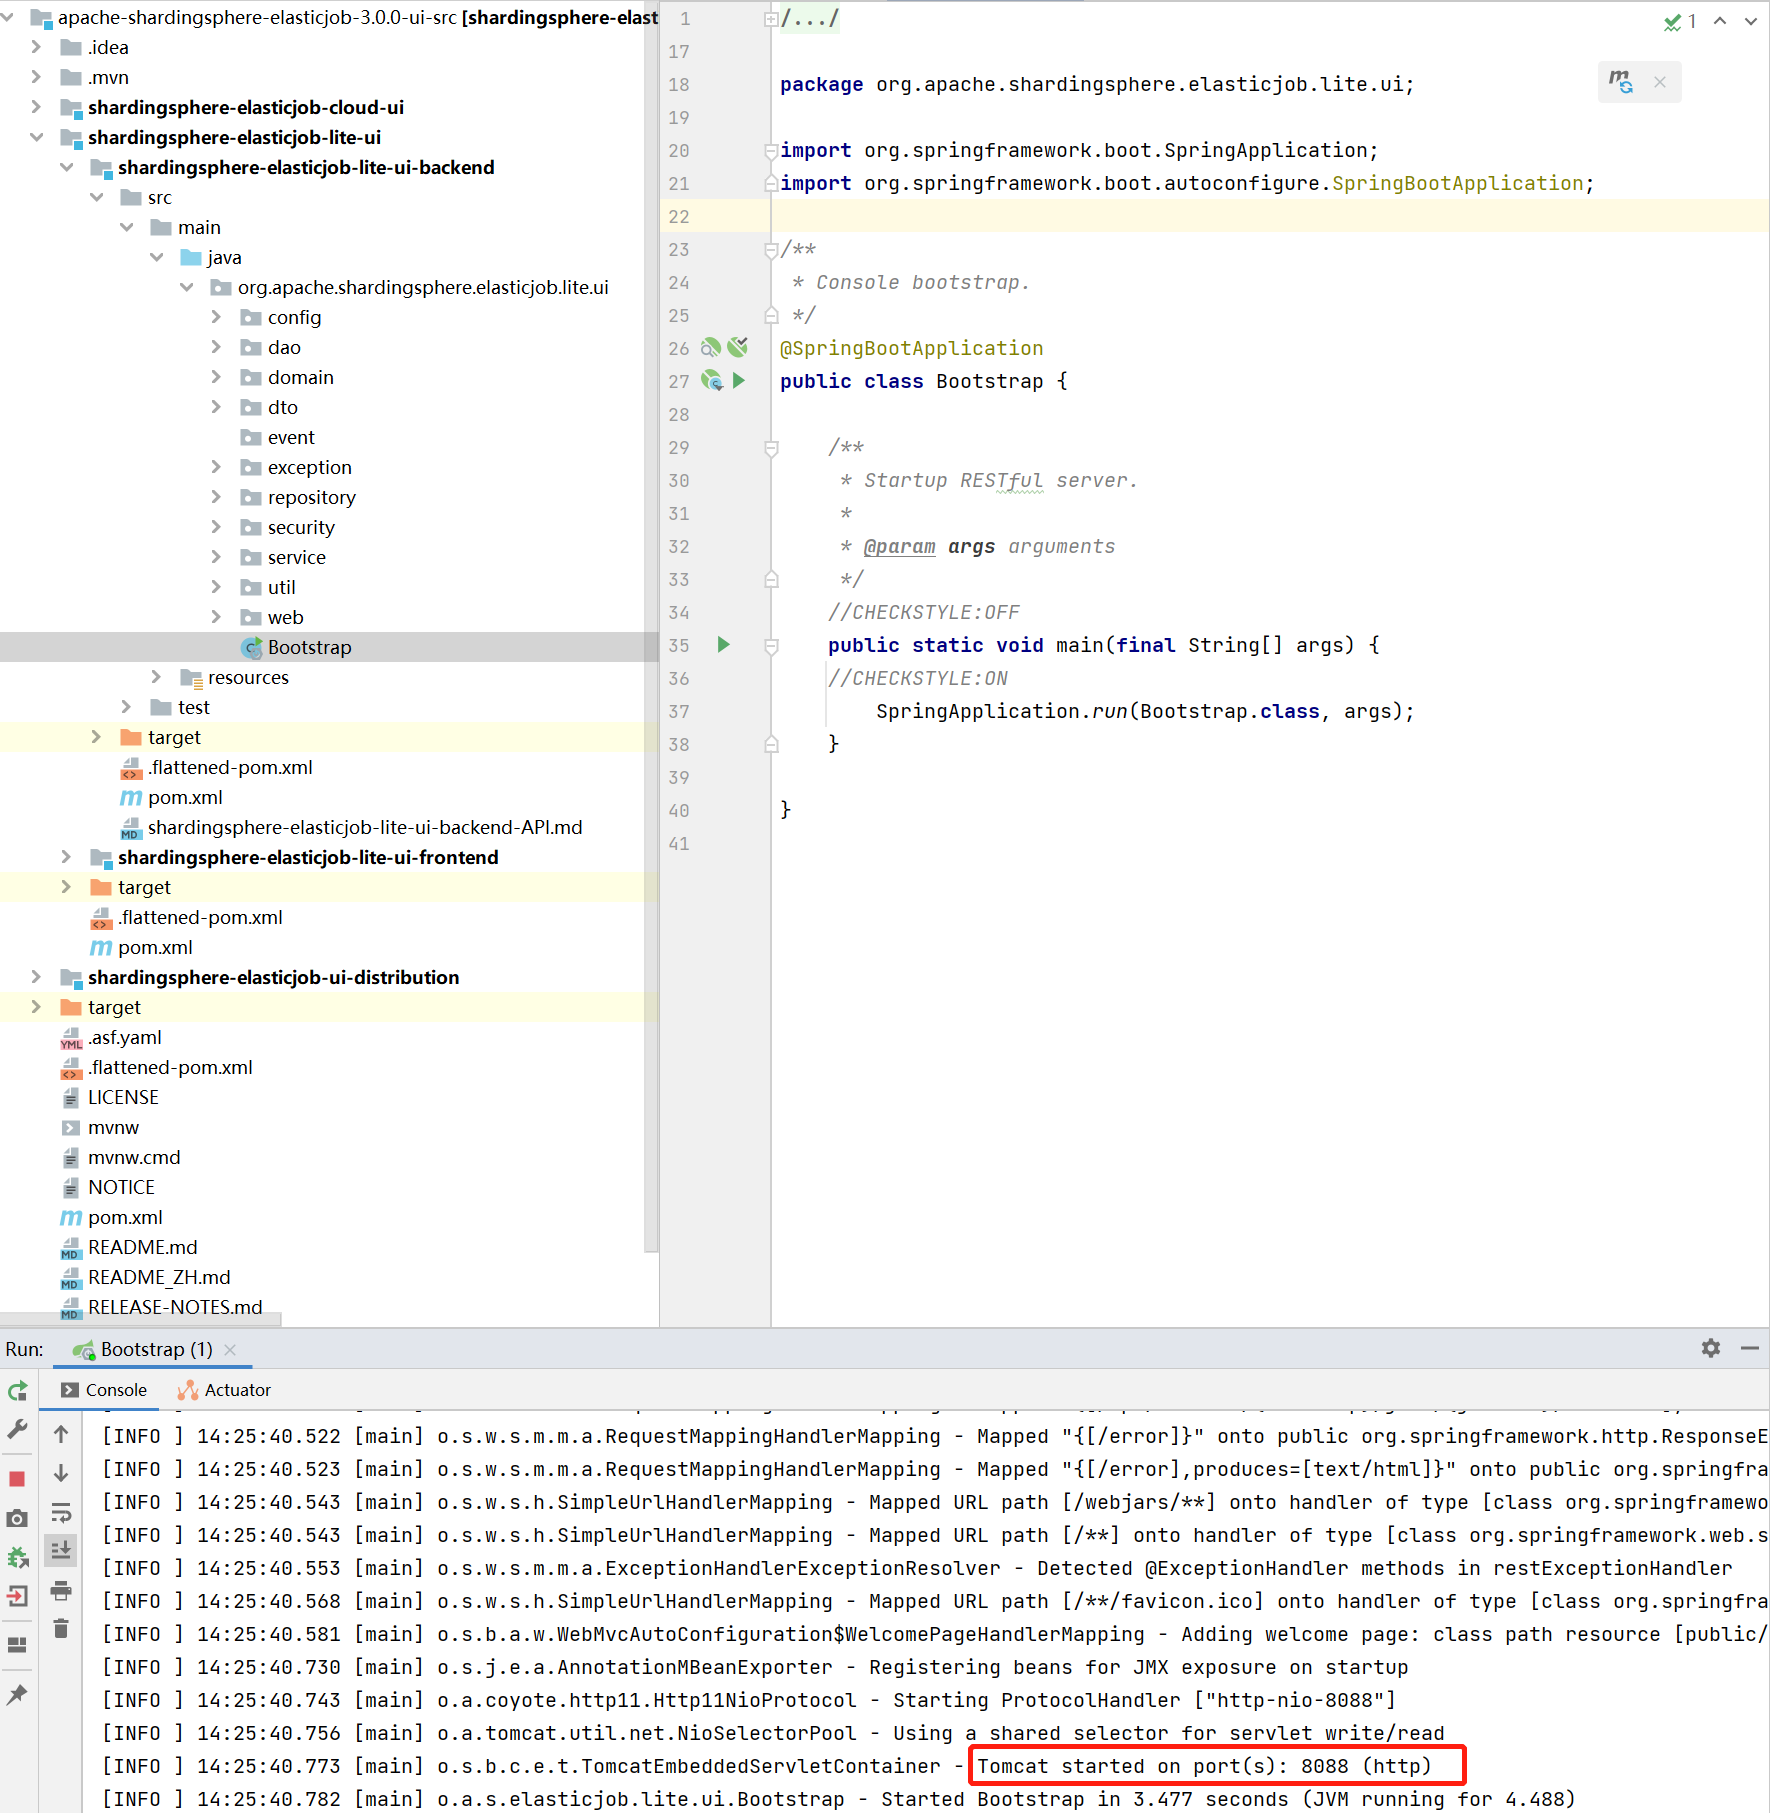 apache-shardingsphere-elasticjob-3.0.0-ui-src [shardingsphere-elast
.idea
.mvn
shardingsphere-elasticjob-cloud-ui
shardingsphere-elasticjob-lite-ui
shardingsphere-elasticjob-lite-ui-backend
src
main
java
org.apache.shardingsphere.elasticjob.lite.ui
config
dao
domain
dto
event
exception
repository
security
service
util
web
Bootstrap
resources
test
target
.flattened-pom.xml
pom.xml
shardingsphere-elasticjob-lite-ui-backend-API.md
shardingsphere-elasticjob-lite-ui-frontend
target
.flattened-pom.xml
pom.xml
shardingsphere-elasticjob-ui-distribution
target
.asf.yaml
.flattened-pom.xml
LICENSE
mvnw
mvnw.cmd
NOTICE
pom.xml
README.md
README_ZH.md
RELEASE-NOTES.md
1 /.../
17
18 package org.apache.shardingsphere.elasticjob.lite.ui;
19
20 import org.springframework.boot.SpringApplication;
21 import org.springframework.boot.autoconfigure.SpringBootApplication;
22
23 /**
24 * Console bootstrap.
25 */
26 @SpringBootApplication
27 public class Bootstrap {
28
29 /**
30 * Startup RESTful server.
31 *
32 * @param args arguments
33 */
34 //CHECKSTYLE:OFF
35 public static void main(final String[] args) {
36 //CHECKSTYLE:ON
37 SpringApplication.run(Bootstrap.class, args);
38 }
39
40 }
41
1
Run: Bootstrap (1)
Console Actuator
[INFO ] 14:25:40.522 [main] o.s.w.s.m.m.a.RequestMappingHandlerMapping - Mapped "{[/error]}" onto public org.springframework.http.ResponseE
[INFO ] 14:25:40.523 [main] o.s.w.s.m.m.a.RequestMappingHandlerMapping - Mapped "{[/error],produces=[text/html]}" onto public org.springfra
[INFO ] 14:25:40.543 [main] o.s.w.s.h.SimpleUrlHandlerMapping - Mapped URL path [/webjars/**] onto handler of type [class org.springframewo
[INFO ] 14:25:40.543 [main] o.s.w.s.h.SimpleUrlHandlerMapping - Mapped URL path [/**] onto handler of type [class org.springframework.web.s
[INFO ] 14:25:40.553 [main] o.s.w.s.m.m.a.ExceptionHandlerExceptionResolver - Detected @ExceptionHandler methods in restExceptionHandler
[INFO ] 14:25:40.568 [main] o.s.w.s.h.SimpleUrlHandlerMapping - Mapped URL path [/**/favicon.ico] onto handler of type [class org.springfra
[INFO ] 14:25:40.581 [main] o.s.b.a.w.WebMvcAutoConfiguration$WelcomePageHandlerMapping - Adding welcome page: class path resource [public/
[INFO ] 14:25:40.730 [main] o.s.j.e.a.AnnotationMBeanExporter - Registering beans for JMX exposure on startup
[INFO ] 14:25:40.743 [main] o.a.coyote.http11.Http11NioProtocol - Starting ProtocolHandler ["http-nio-8088"]
[INFO ] 14:25:40.756 [main] o.a.tomcat.util.net.NioSelectorPool - Using a shared selector for servlet write/read
[INFO ] 14:25:40.773 [main] o.s.b.c.e.t.TomcatEmbeddedServletContainer - Tomcat started on port(s): 8088 (http)
[INFO ] 14:25:40.782 [main] o.a.s.elasticjob.lite.ui.Bootstrap - Started Bootstrap in 3.477 seconds (JVM running for 4.488)